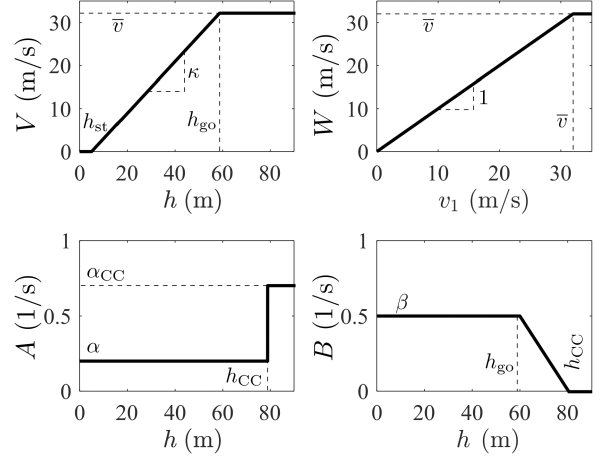 V (m/s)
30
20
10
0
v̅
κ
h_st
h_go
0 20 40 60 80
h (m)
W (m/s)
30
20
10
0
v̅
1
v̅
0 10 20 30
v₁ (m/s)
A (1/s)
1
0.5
0
α_CC
α
h_CC
0 20 40 60 80
h (m)
B (1/s)
1
0.5
0
β
h_go
h_CC
0 20 40 60 80
h (m)